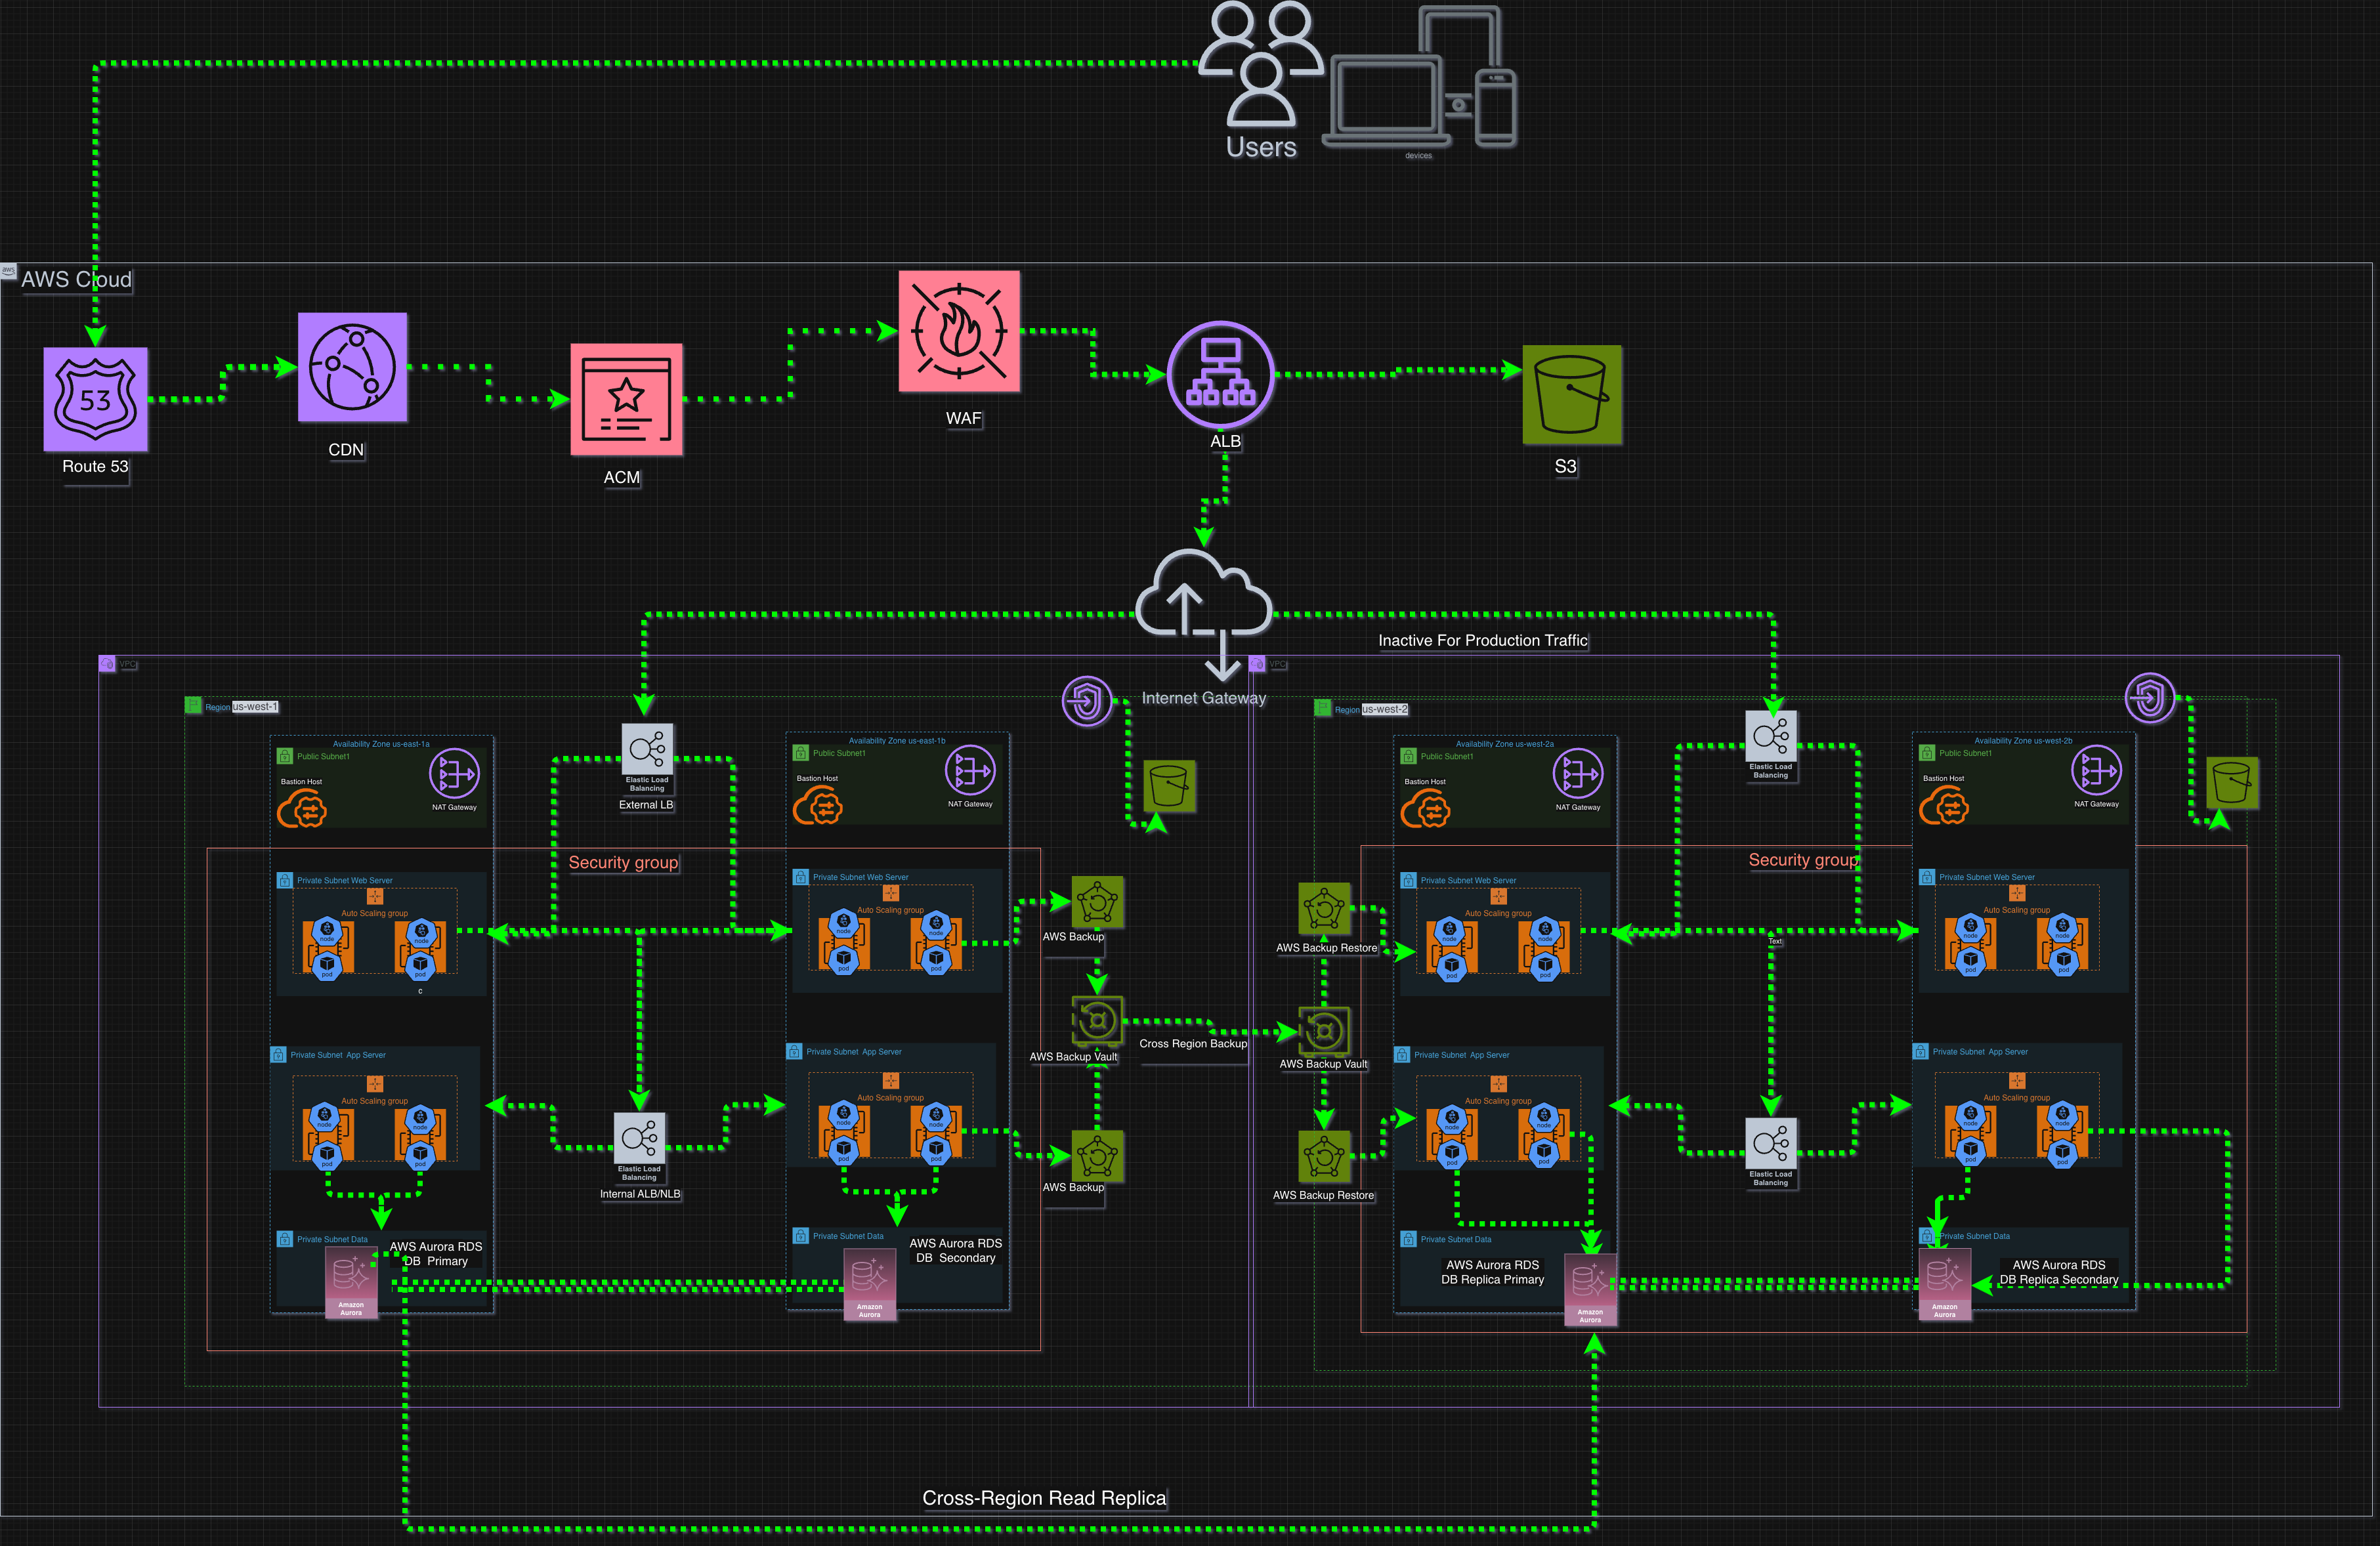 Users
devices
aws
AWS Cloud
53
Route 53
CDN
ACM
WAF
ALB
S3
Inactive For Production Traffic
Internet Gateway
VPC
Region us-west-1
Availability Zone us-east-1a
Public Subnet1
Bastion Host
NAT Gateway
Elastic Load
Balancing
External LB
Availability Zone us-east-1b
Public Subnet1
Bastion Host
NAT Gateway
Security group
Private Subnet Web Server
Auto Scaling group
node
node
pod
pod
c
Private Subnet Web Server
Auto Scaling group
node
node
pod
pod
Private Subnet App Server
Auto Scaling group
node
node
pod
pod
Elastic Load
Balancing
Internal ALB/NLB
Private Subnet App Server
Auto Scaling group
node
node
pod
pod
Private Subnet Data
AWS Aurora RDS
DB Primary
Amazon
Aurora
Private Subnet Data
AWS Aurora RDS
DB Secondary
Amazon
Aurora
AWS Backup
AWS Backup Vault
AWS Backup
Cross Region Backup
AWS Backup Restore
AWS Backup Vault
AWS Backup Restore
VPC
Region us-west-2
Availability Zone us-west-2a
Public Subnet1
Bastion Host
NAT Gateway
Elastic Load
Balancing
Availability Zone us-west-2b
Public Subnet1
Bastion Host
NAT Gateway
Security group
Private Subnet Web Server
Auto Scaling group
node
node
pod
pod
Text
Private Subnet Web Server
Auto Scaling group
node
node
pod
pod
Private Subnet App Server
Auto Scaling group
node
node
pod
pod
Elastic Load
Balancing
Private Subnet App Server
Auto Scaling group
node
node
pod
pod
Private Subnet Data
AWS Aurora RDS
DB Replica Primary
Amazon
Aurora
Private Subnet Data
AWS Aurora RDS
DB Replica Secondary
Amazon
Aurora
Cross-Region Read Replica